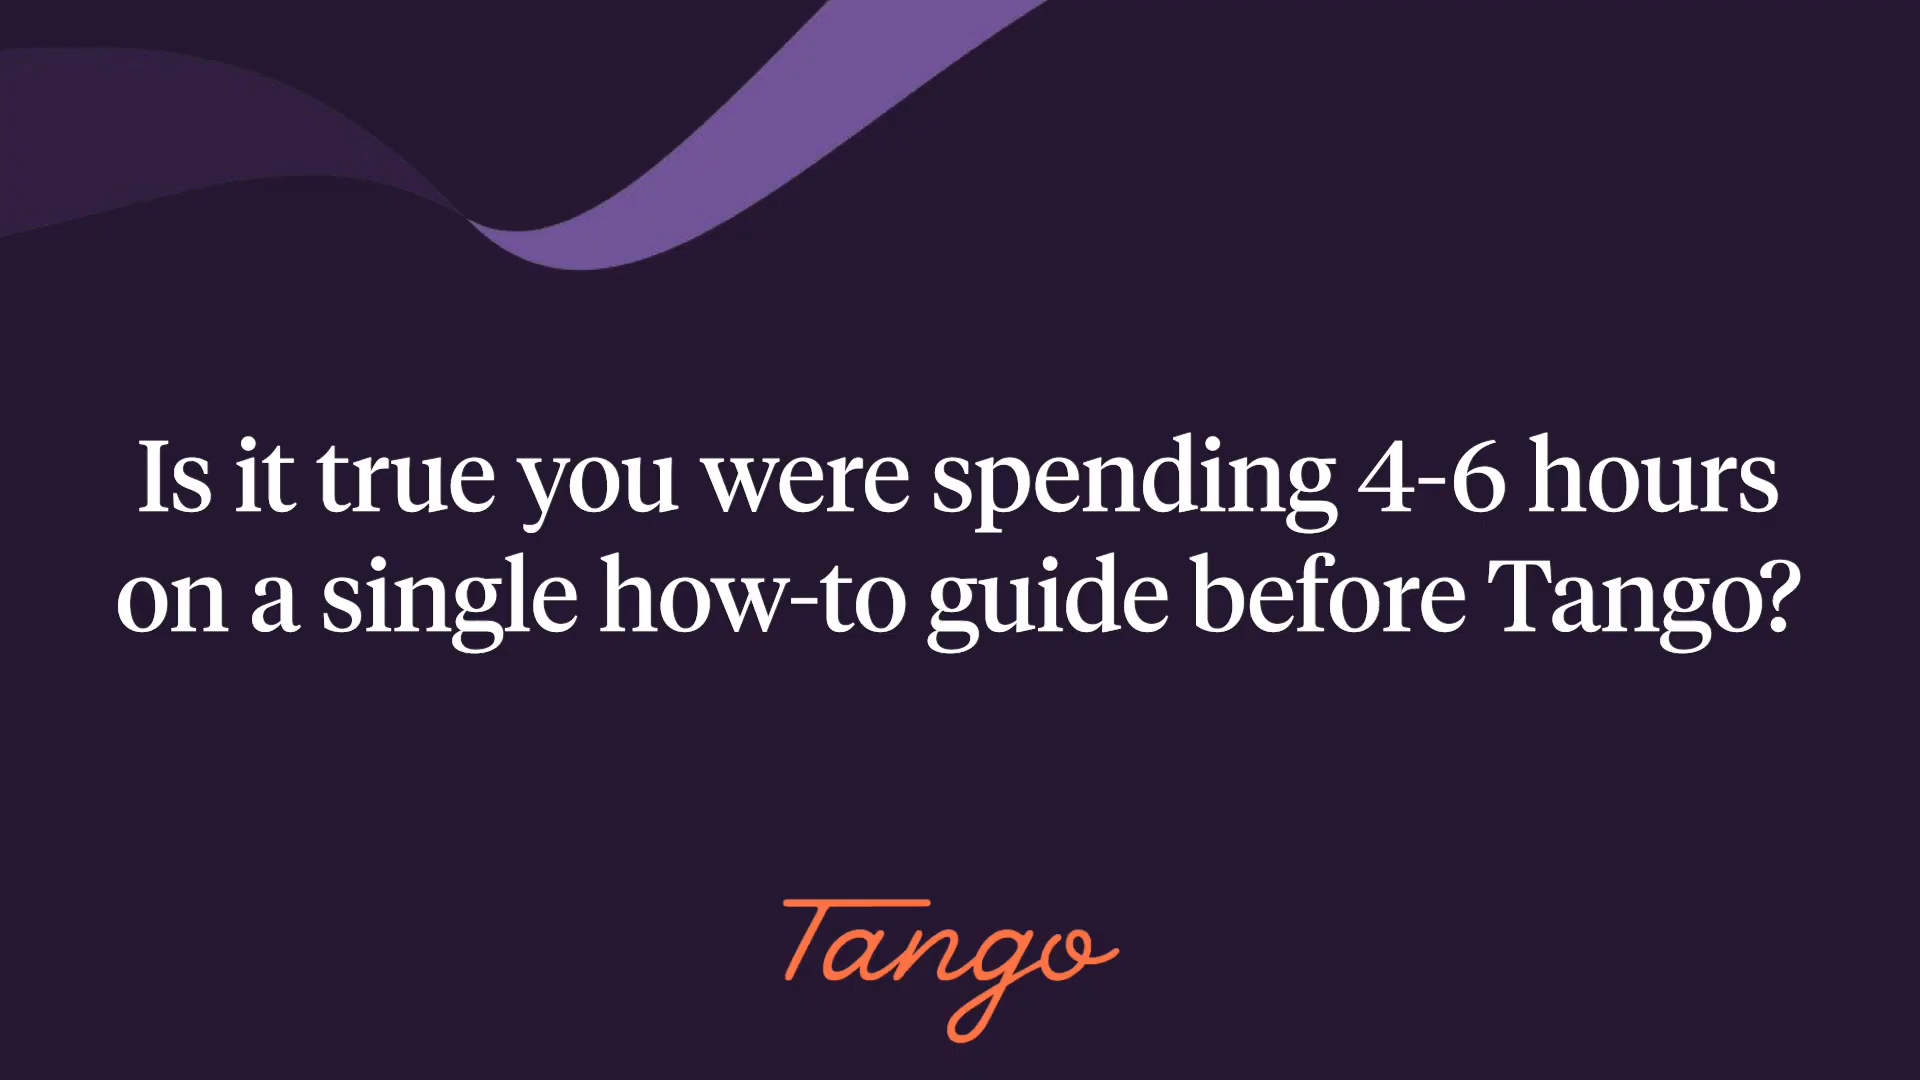 Is it true you were spending 4-6 hours
on a single how-to guide before Tango?
Tango